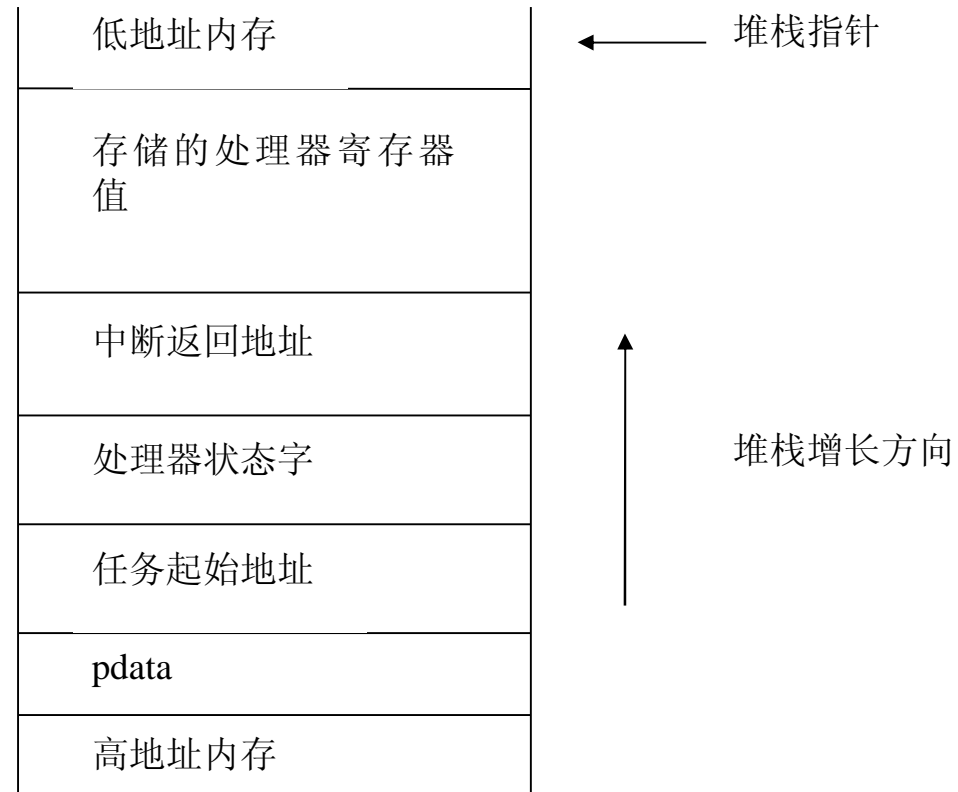 低地址内存
堆栈指针
存储的处理器寄存器
值
中断返回地址
处理器状态字
堆栈增长方向
任务起始地址
pdata
高地址内存